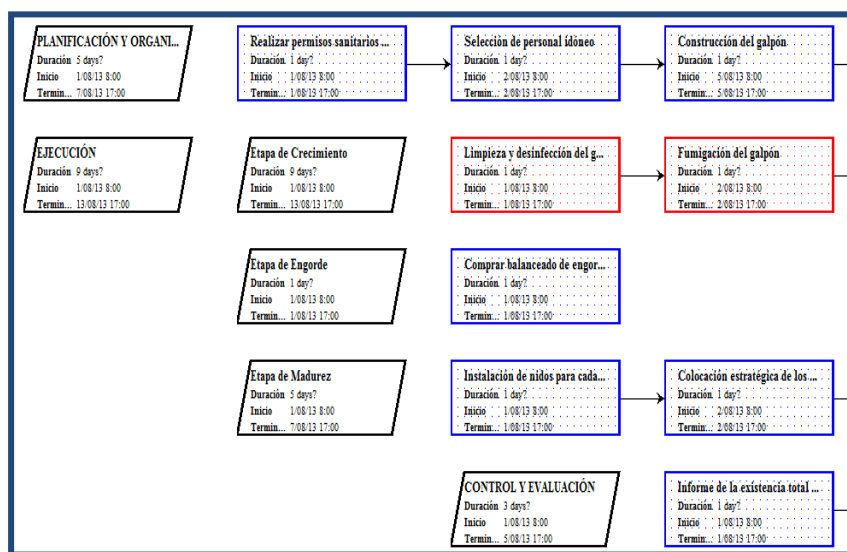 PLANIFICACIÓN Y ORGANI...
Duración 5 days?
Inicio 1/08/13 8:00
Termin... 7/08/13 17:00
Realizar permisos sanitarios ...
Duración 1 day?
Inicio 1/08/13 8:00
Termin... 1/08/13 17:00
Selección de personal idóneo
Duración 1 day?
Inicio 2/08/13 8:00
Termin... 2/08/13 17:00
Construcción del galpón
Duración 1 day?
Inicio 5/08/13 8:00
Termin... 5/08/13 17:00
EJECUCIÓN
Duración 9 days?
Inicio 1/08/13 8:00
Termin... 13/08/13 17:00
Etapa de Crecimiento
Duración 9 days?
Inicio 1/08/13 8:00
Termin... 13/08/13 17:00
Limpieza y desinfección del g...
Duración 1 day?
Inicio 1/08/13 8:00
Termin... 1/08/13 17:00
Fumigación del galpón
Duración 1 day?
Inicio 2/08/13 8:00
Termin... 2/08/13 17:00
Etapa de Engorde
Duración 1 day?
Inicio 1/08/13 8:00
Termin... 1/08/13 17:00
Comprar balanceado de engor...
Duración 1 day?
Inicio 1/08/13 8:00
Termin... 1/08/13 17:00
Etapa de Madurez
Duración 5 days?
Inicio 1/08/13 8:00
Termin... 7/08/13 17:00
Instalación de nidos para cada...
Duración 1 day?
Inicio 1/08/13 8:00
Termin... 1/08/13 17:00
Colocación estratégica de los ...
Duración 1 day?
Inicio 2/08/13 8:00
Termin... 2/08/13 17:00
CONTROL Y EVALUACIÓN
Duración 3 days?
Inicio 1/08/13 8:00
Termin... 5/08/13 17:00
Informe de la existencia total ...
Duración 1 day?
Inicio 1/08/13 8:00
Termin... 1/08/13 17:00